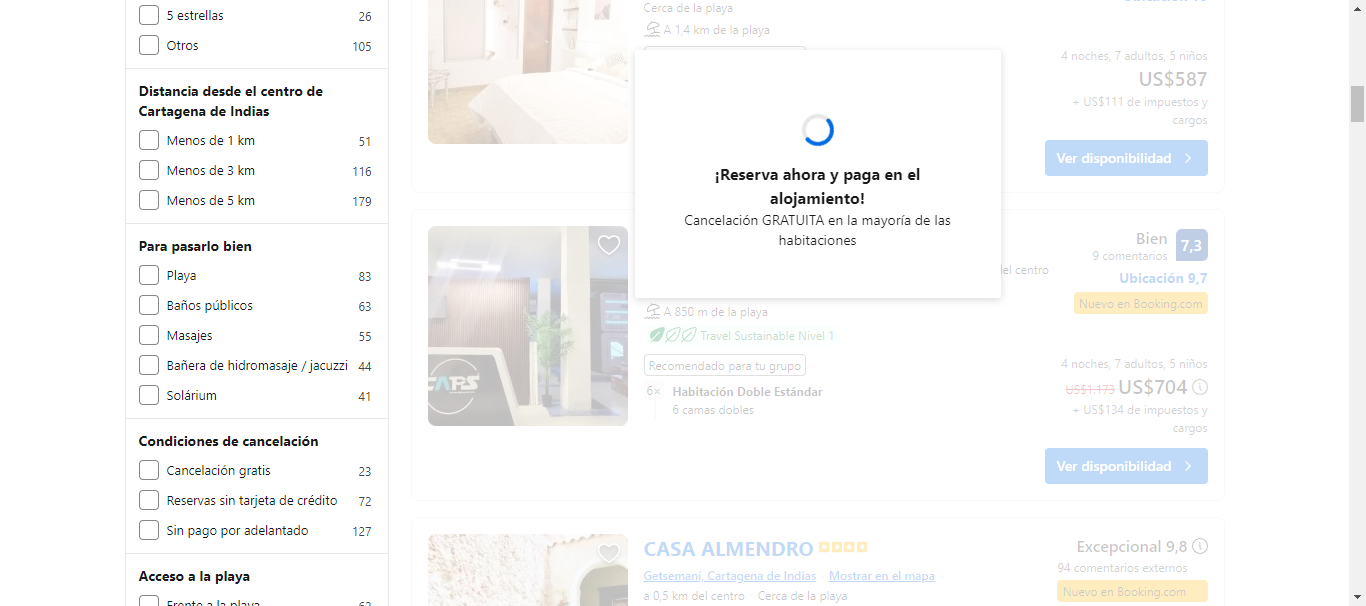 5 estrellas 26
Otros 105
Distancia desde el centro de
Cartagena de Indias
Menos de 1 km 51
Menos de 3 km 116
Menos de 5 km 179
Para pasarlo bien
Playa 83
Baños públicos 63
Masajes 55
Bañera de hidromasaje / jacuzzi 44
Solárium 41
Condiciones de cancelación
Cancelación gratis 23
Reservas sin tarjeta de crédito 72
Sin pago por adelantado 127
Acceso a la playa
Frente a la playa 62
Cerca de la playa
A 1,4 km de la playa
4 noches, 7 adultos, 5 niños
US$587
+ US$111 de impuestos y
cargos
Ver disponibilidad
¡Reserva ahora y paga en el
alojamiento!
Cancelación GRATUITA en la mayoría de las
habitaciones
del centro
Bien 7,3
9 comentarios
Ubicación 9,7
Nuevo en Booking.com
A 850 m de la playa
Travel Sustainable Nivel 1
Recomendado para tu grupo
6× Habitación Doble Estándar
6 camas dobles
CAPS
4 noches, 7 adultos, 5 niños
US$1.173 US$704
+ US$134 de impuestos y
cargos
Ver disponibilidad
CASA ALMENDRO
Getsemaní, Cartagena de Indias Mostrar en el mapa
a 0,5 km del centro Cerca de la playa
Excepcional 9,8
94 comentarios externos
Nuevo en Booking.com